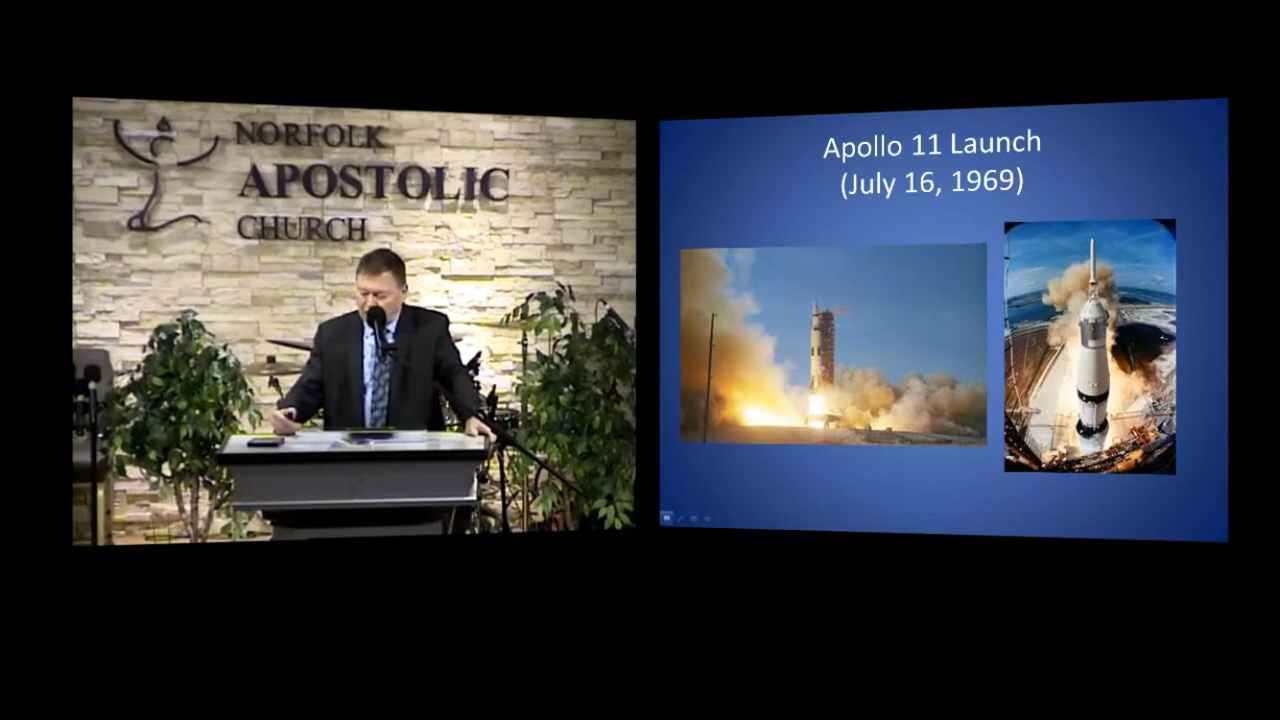 NORFOLK
APOSTOLIC
CHURCH
Apollo 11 Launch
(July 16, 1969)